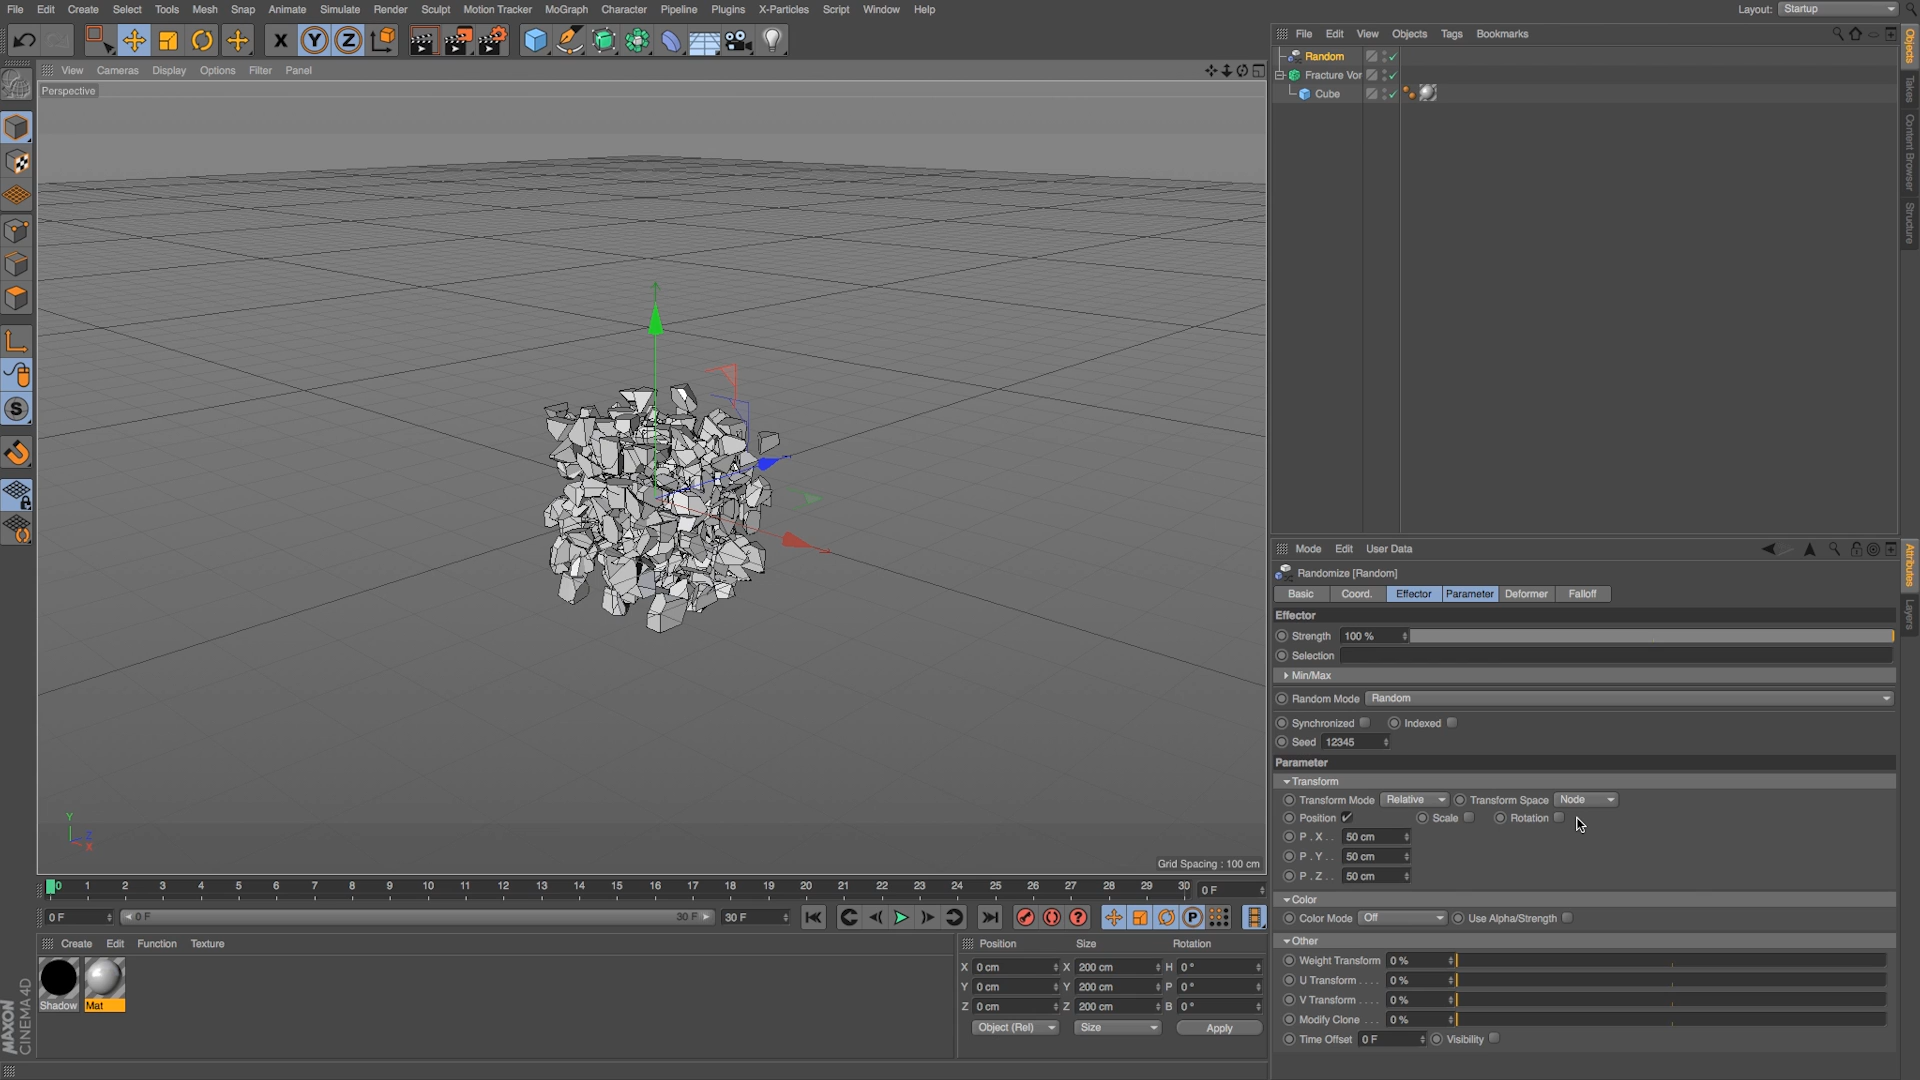 File Edit Create Select Tools Mesh Snap Animate Simulate Render Sculpt Motion Tracker MoGraph Character Pipeline Plugins X-Particles Script Window Help Layout: Startup
X Y Z
File Edit View Objects Tags Bookmarks
View Cameras Display Options Filter Panel
Perspective
Random
Fracture Vor
Cube
Objects
Takes
Content Browser
Structure
Mode Edit User Data
Randomize [Random]
Basic Coord. Effector Parameter Deformer Falloff
Attributes
Layers
Effector
Strength 100 %
Selection
Min/Max
Random Mode Random
Synchronized Indexed
Seed 12345
Parameter
Transform
Transform Mode Relative Transform Space Node
Position Scale Rotation
P . X . . 50 cm
P . Y . . 50 cm
P . Z . . 50 cm
Color
Color Mode Off Use Alpha/Strength
Other
Weight Transform 0 %
U Transform . . . . 0 %
V Transform . . . . 0 %
Modify Clone . . . 0 %
Time Offset 0 F Visibility
Y
Z
X
Grid Spacing : 100 cm
0 1 2 3 4 5 6 7 8 9 10 11 12 13 14 15 16 17 18 19 20 21 22 23 24 25 26 27 28 29 30 0 F
0 F 0 F 30 F 30 F
Create Edit Function Texture
Shadow Mat
Position Size Rotation
X 0 cm X 200 cm H 0 °
Y 0 cm Y 200 cm P 0 °
Z 0 cm Z 200 cm B 0 °
Object (Rel) Size Apply
MAXON
CINEMA 4D